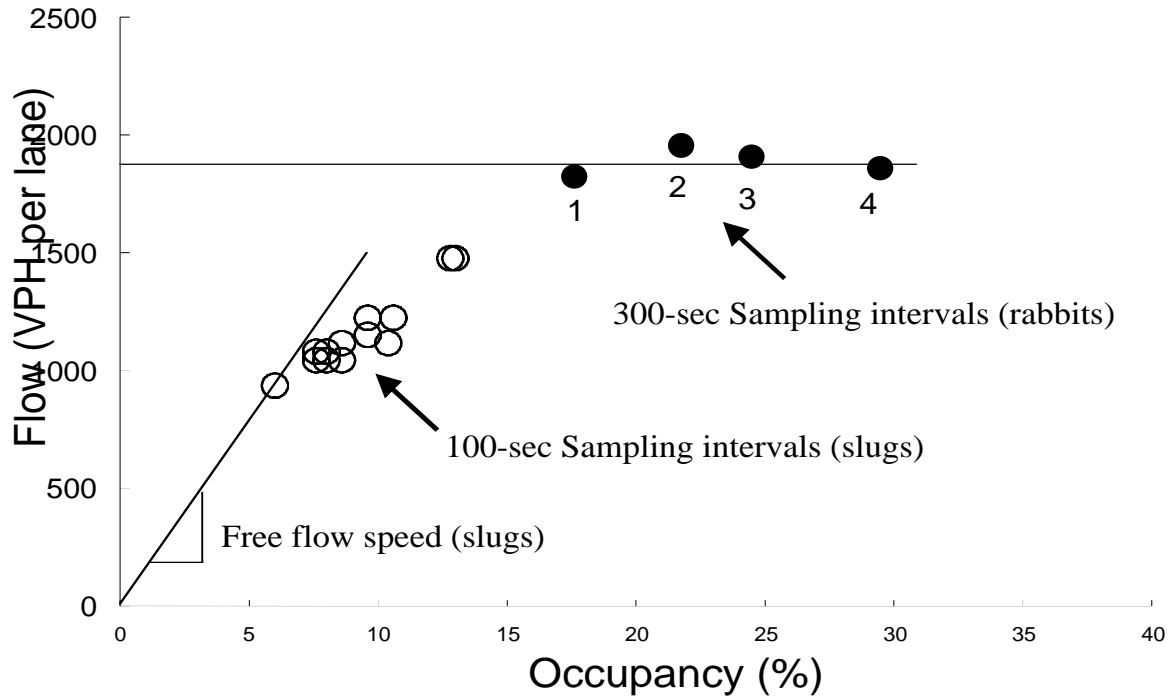 2500
2000
1500
1000
500
0
Flow (VPH per lane)
1
2
3
4
300-sec Sampling intervals (rabbits)
100-sec Sampling intervals (slugs)
Free flow speed (slugs)
0 5 10 15 20 25 30 35 40
Occupancy (%)